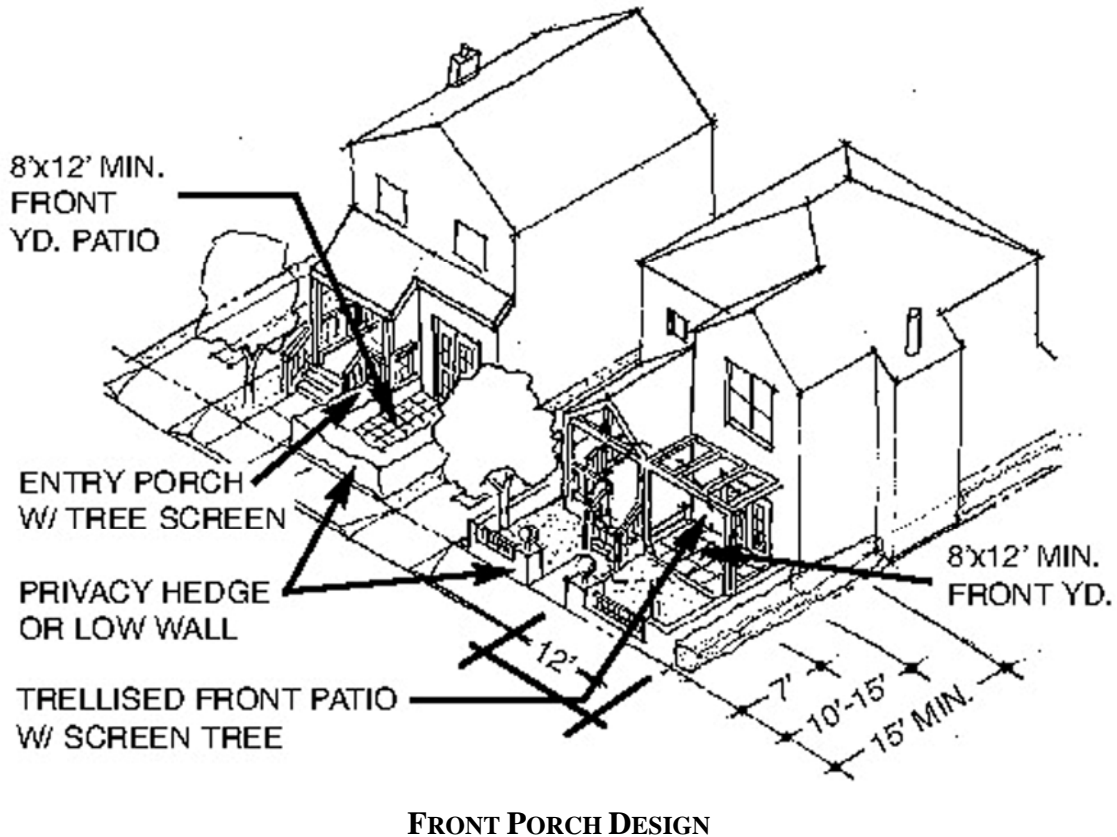 8'x12' MIN.
FRONT
YD. PATIO
ENTRY PORCH
W/ TREE SCREEN
PRIVACY HEDGE
OR LOW WALL
TRELLISED FRONT PATIO
W/ SCREEN TREE
12'
8'x12' MIN.
FRONT YD.
7'
10'-15'
15' MIN.
FRONT PORCH DESIGN